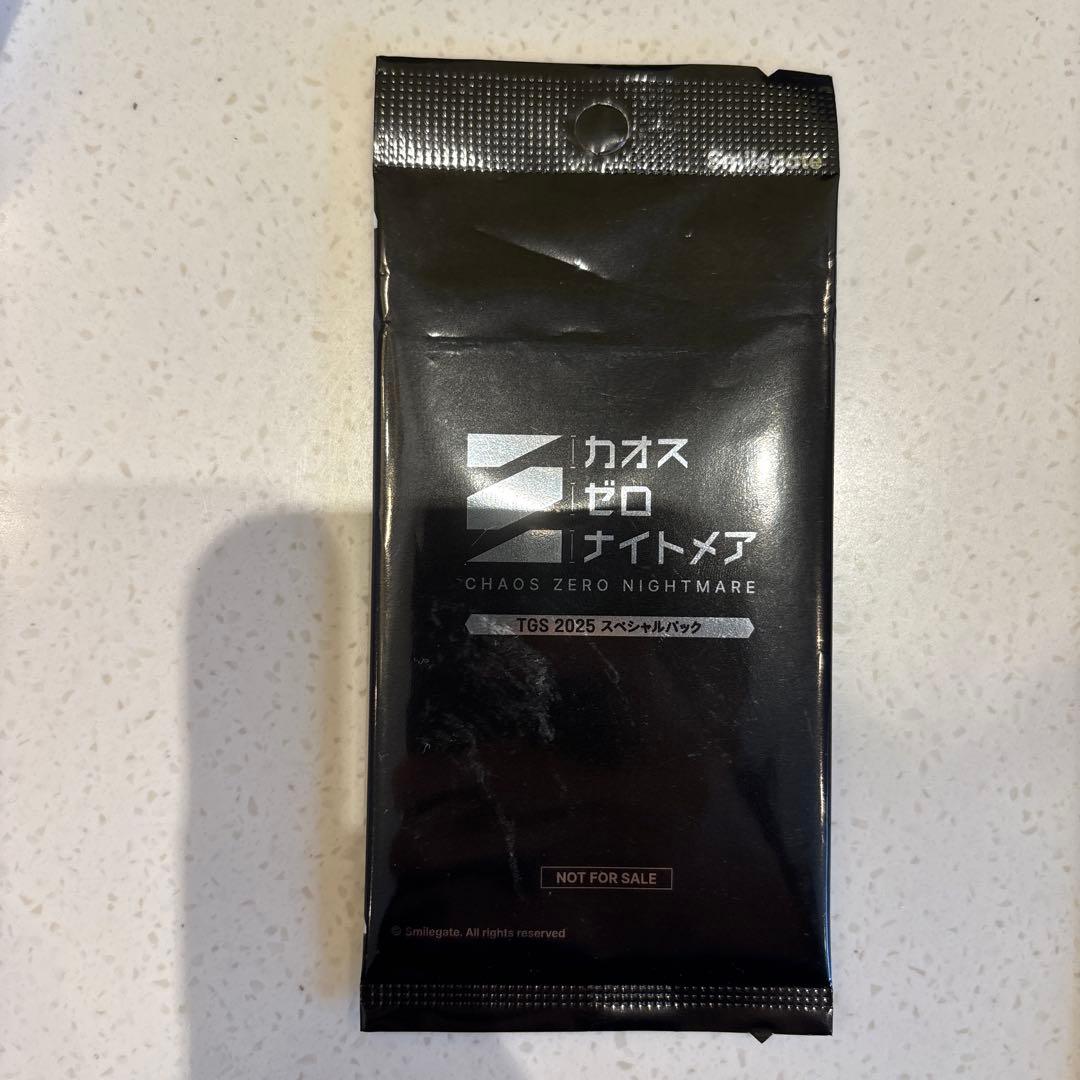 Smilegate
カオス
ゼロ
ナイトメア
CHAOS ZERO NIGHTMARE
TGS 2025 スペシャルパック
NOT FOR SALE
© Smilegate. All rights reserved